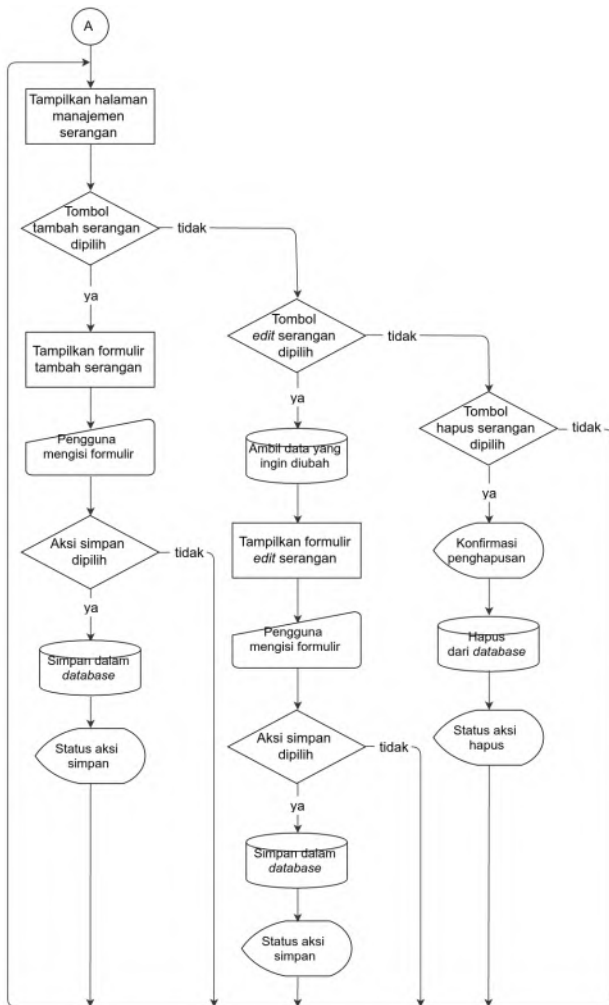 A
Tampilkan halaman
manajemen
serangan
Tombol
tambah serangan
dipilih
tidak
ya
Tampilkan formulir
tambah serangan
Pengguna
mengisi formulir
Aksi simpan
dipilih
tidak
ya
Simpan dalam
database
Status aksi
simpan
Tombol
edit serangan
dipilih
tidak
ya
Ambil data yang
ingin diubah
Tampilkan formulir
edit serangan
Pengguna
mengisi formulir
Aksi simpan
dipilih
tidak
ya
Simpan dalam
database
Status aksi
simpan
Tombol
hapus serangan
dipilih
tidak
ya
Konfirmasi
penghapusan
Hapus
dari database
Status aksi
hapus